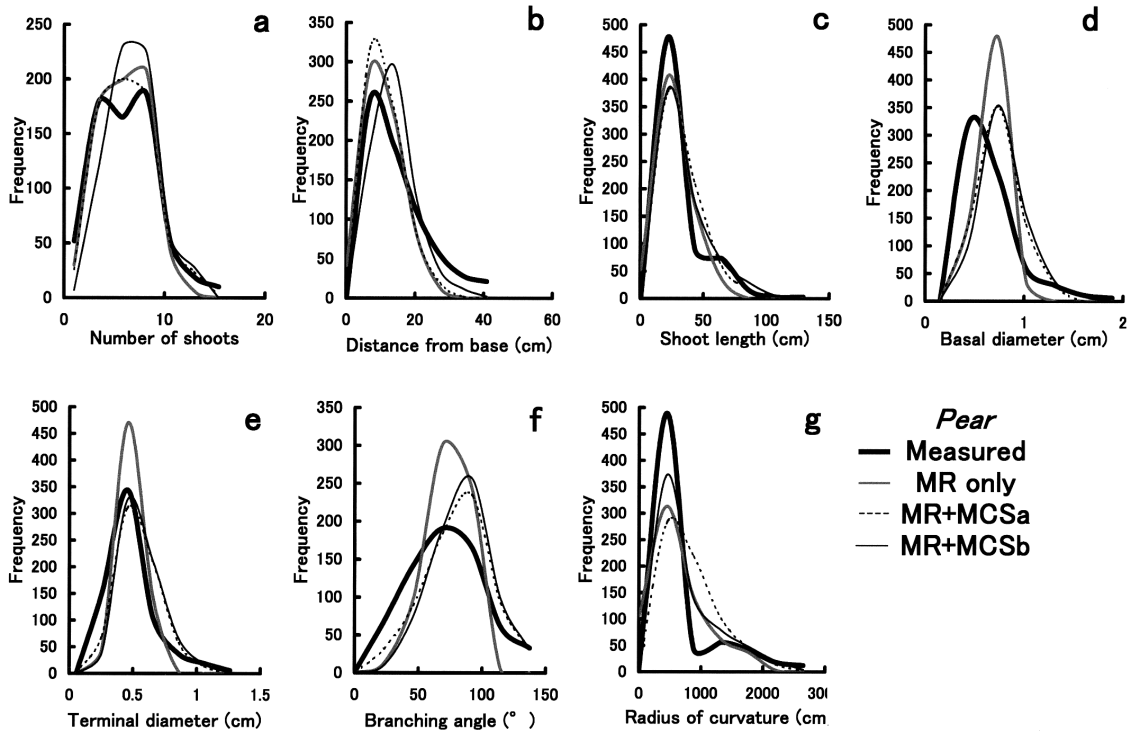 a
250
200
150
100
50
0
Frequency
0 10 20
Number of shoots
b
350
300
250
200
150
100
50
0
Frequency
0 20 40 60
Distance from base (cm)
c
500
450
400
350
300
250
200
150
100
50
0
Frequency
0 50 100 150
Shoot length (cm)
d
500
450
400
350
300
250
200
150
100
50
0
Frequency
0 1 2
Basal diameter (cm)
e
500
450
400
350
300
250
200
150
100
50
0
Frequency
0 0.5 1 1.5
Terminal diameter (cm)
f
350
300
250
200
150
100
50
0
Frequency
0 50 100 150
Branching angle (° )
g
500
450
400
350
300
250
200
150
100
50
0
Frequency
0 1000 2000 300
Radius of curvature (cm
Pear
Measured
MR only
MR+MCSa
MR+MCSb